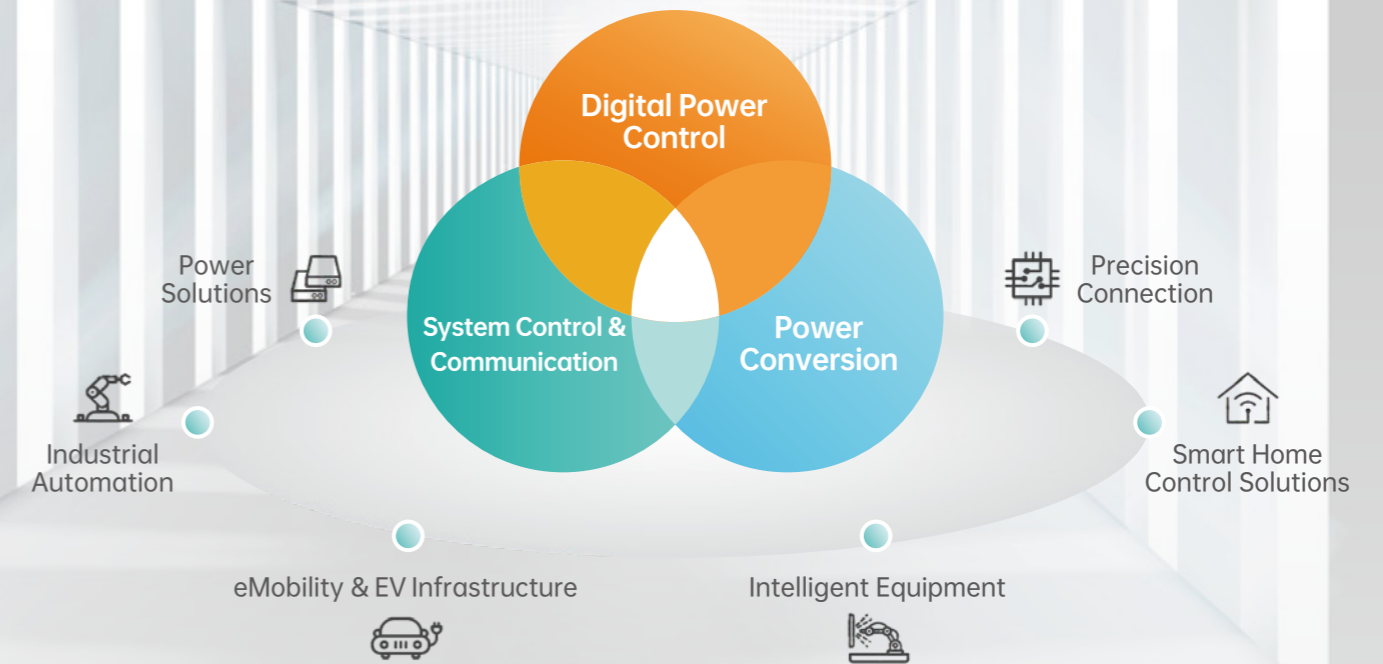 Digital Power
Control
System Control &
Communication
Power
Conversion
Power
Solutions
Precision
Connection
Industrial
Automation
Smart Home
Control Solutions
eMobility & EV Infrastructure
Intelligent Equipment